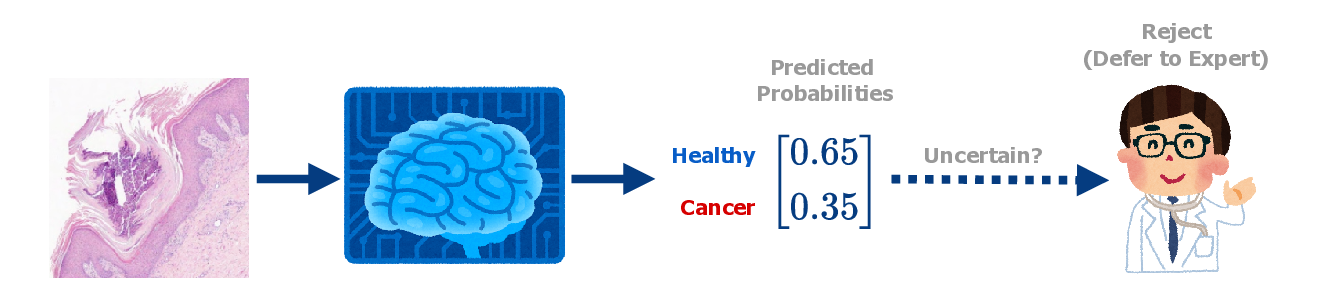 Reject
(Defer to Expert)
Predicted
Probabilities
Healthy
0.65
Uncertain?
Cancer
0.35